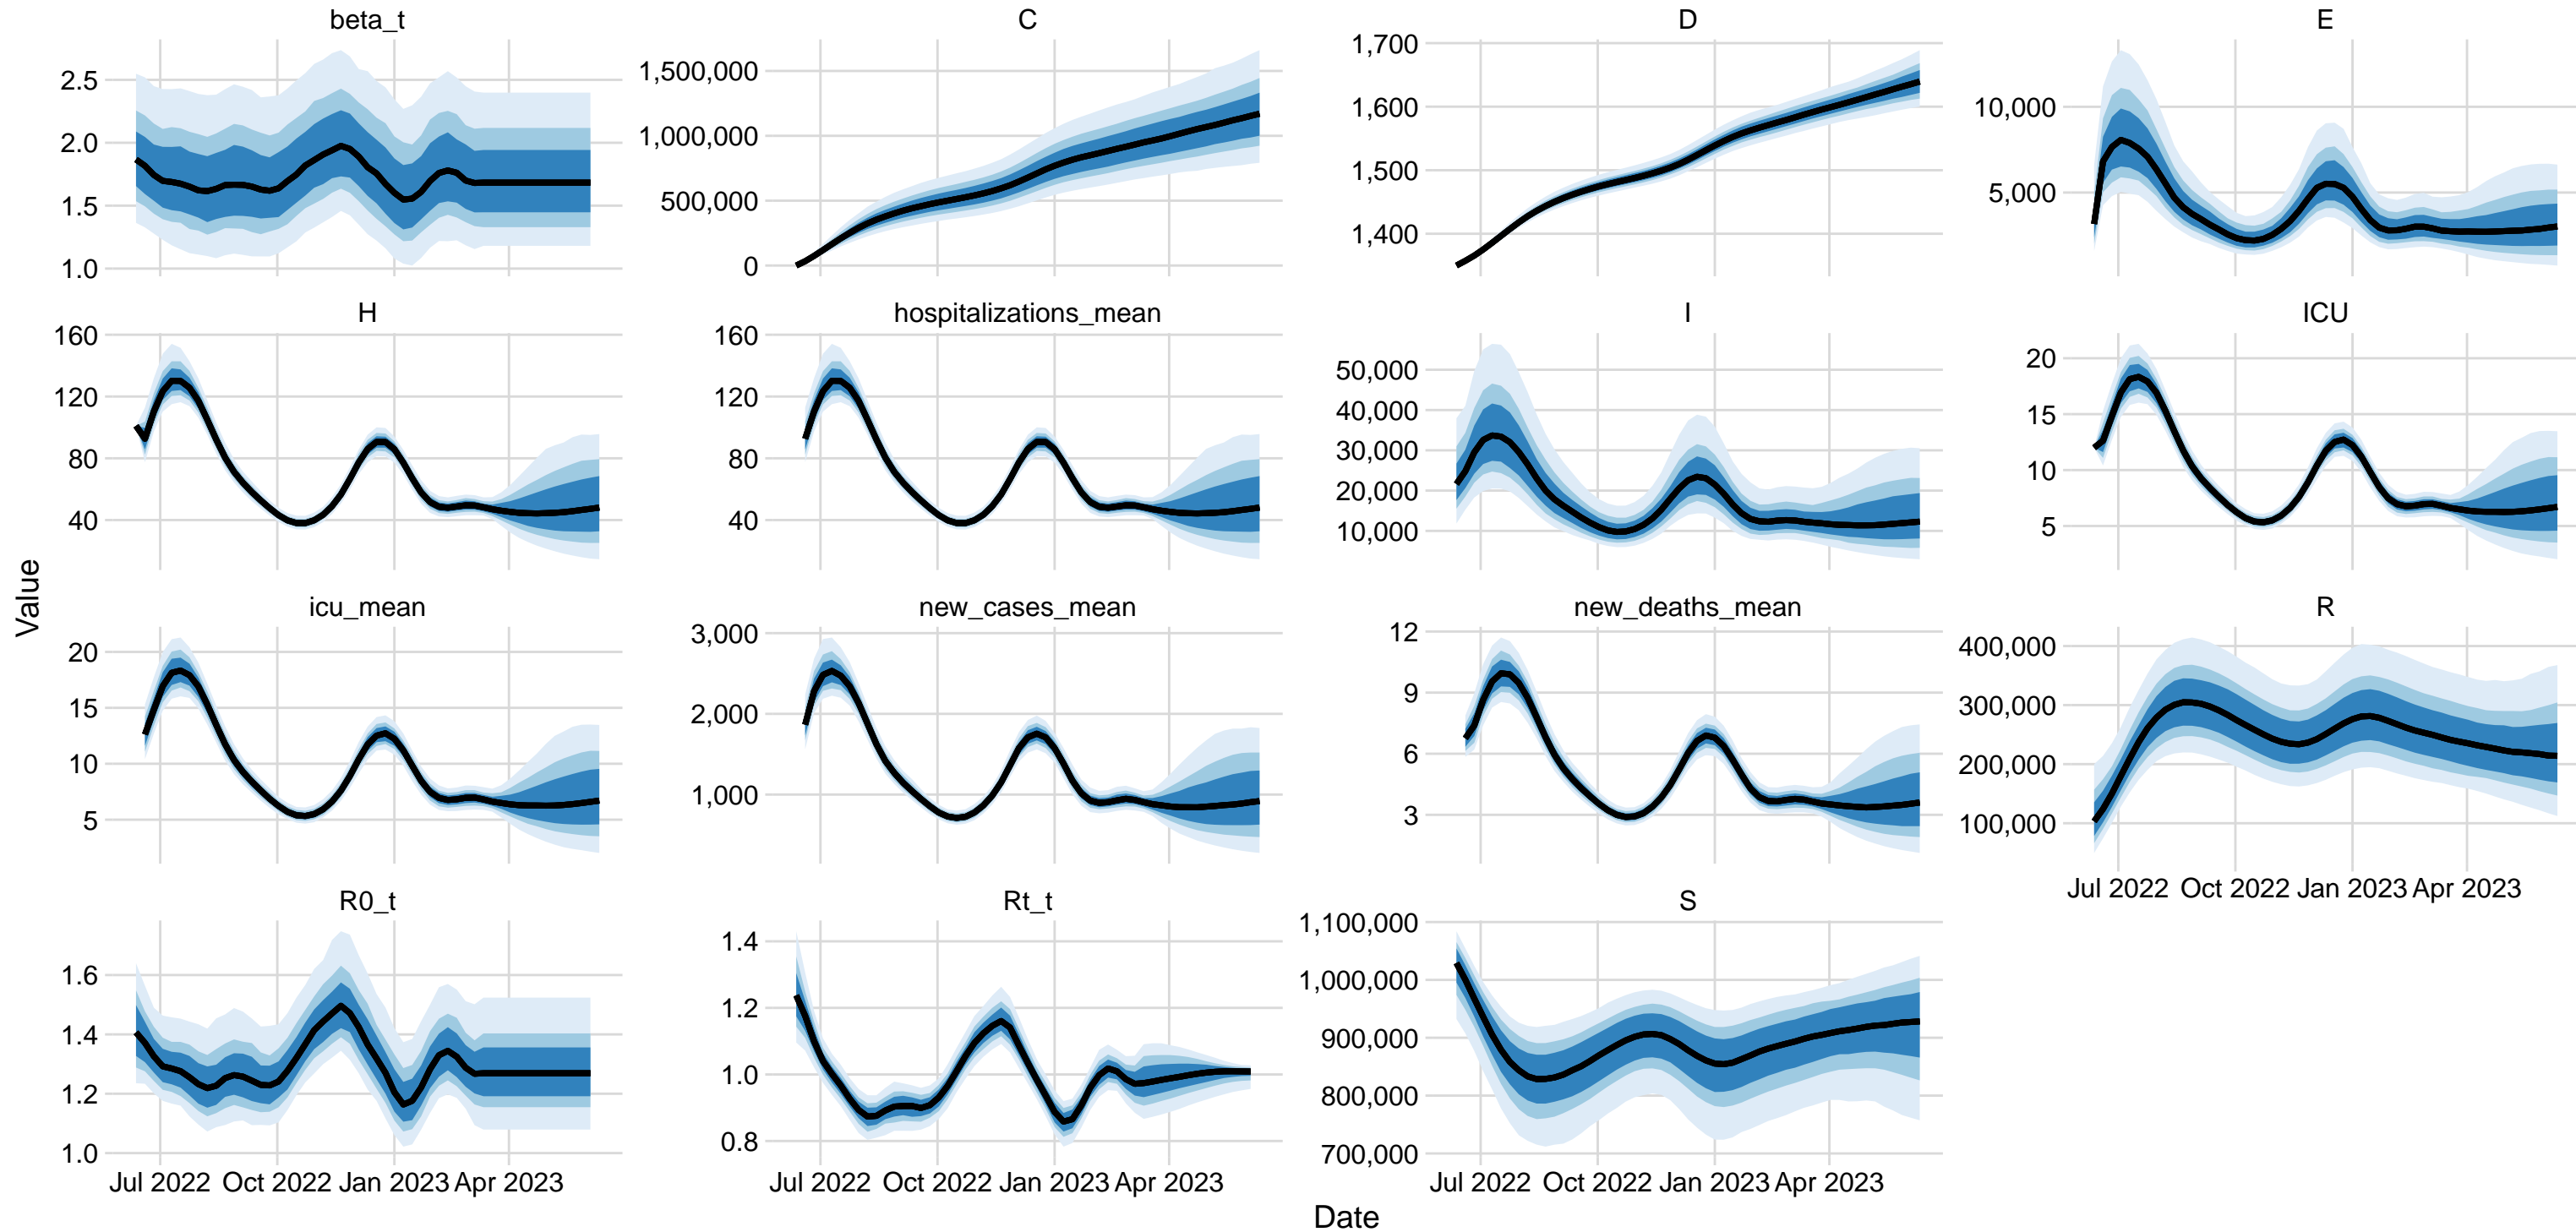 beta_t
C
D
E
2.5
2.0
1.5
1.0
1,500,000
1,000,000
500,000
0
1,700
1,600
1,500
1,400
10,000
5,000
H
hospitalizations_mean
I
ICU
160
120
80
40
160
120
80
40
50,000
40,000
30,000
20,000
10,000
20
15
10
5
Value
icu_mean
new_cases_mean
new_deaths_mean
R
20
15
10
5
3,000
2,000
1,000
12
9
6
3
400,000
300,000
200,000
100,000
Jul 2022 Oct 2022 Jan 2023 Apr 2023
R0_t
Rt_t
S
1.6
1.4
1.2
1.0
1.4
1.2
1.0
0.8
1,100,000
1,000,000
900,000
800,000
700,000
Jul 2022 Oct 2022 Jan 2023 Apr 2023
Jul 2022 Oct 2022 Jan 2023 Apr 2023
Jul 2022 Oct 2022 Jan 2023 Apr 2023
Date